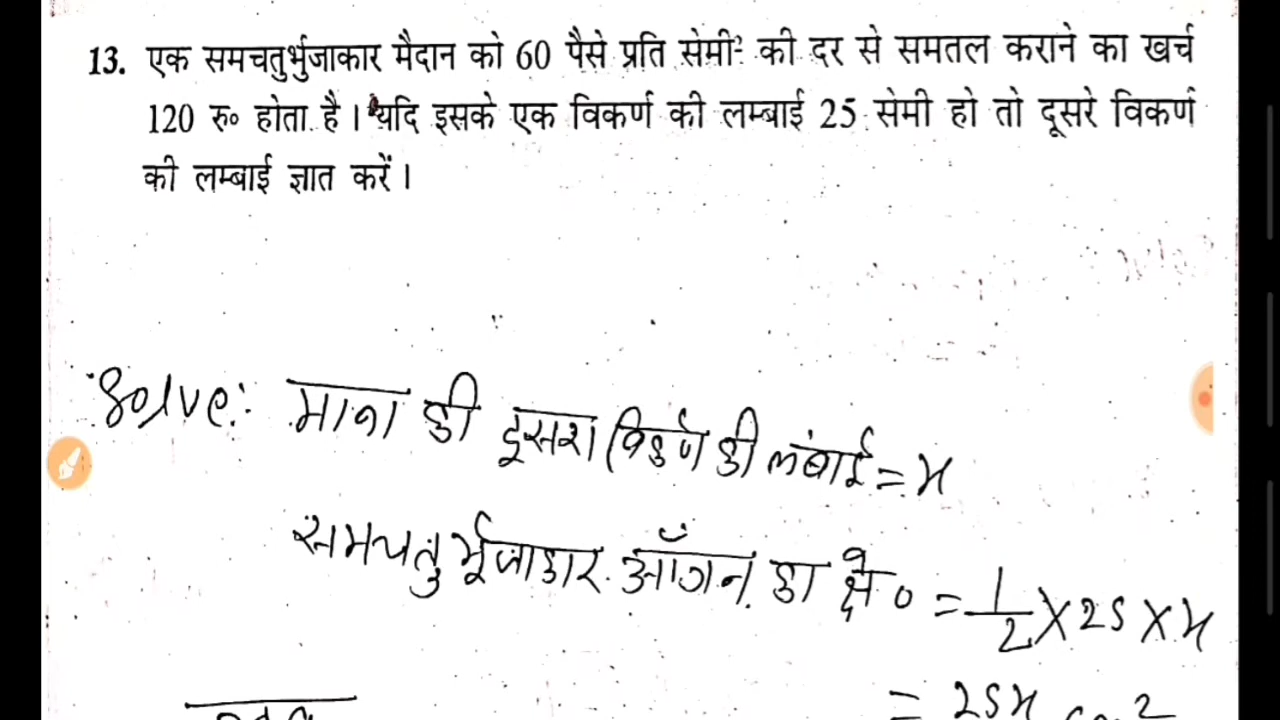 13. एक समचतुर्भुजाकार मैदान को 60 पैसे प्रति सेमी² की दर से समतल कराने का खर्च
120 रु० होता है। यदि इसके एक विकर्ण की लम्बाई 25 सेमी हो तो दूसरे विकर्ण
की लम्बाई ज्ञात करें।
Solve: माना की दूसरा विकर्ण की लंबाई = x
समचतुर्भूजाकार आँगन का क्षे० = 1/2 × 25 × x
= 25x